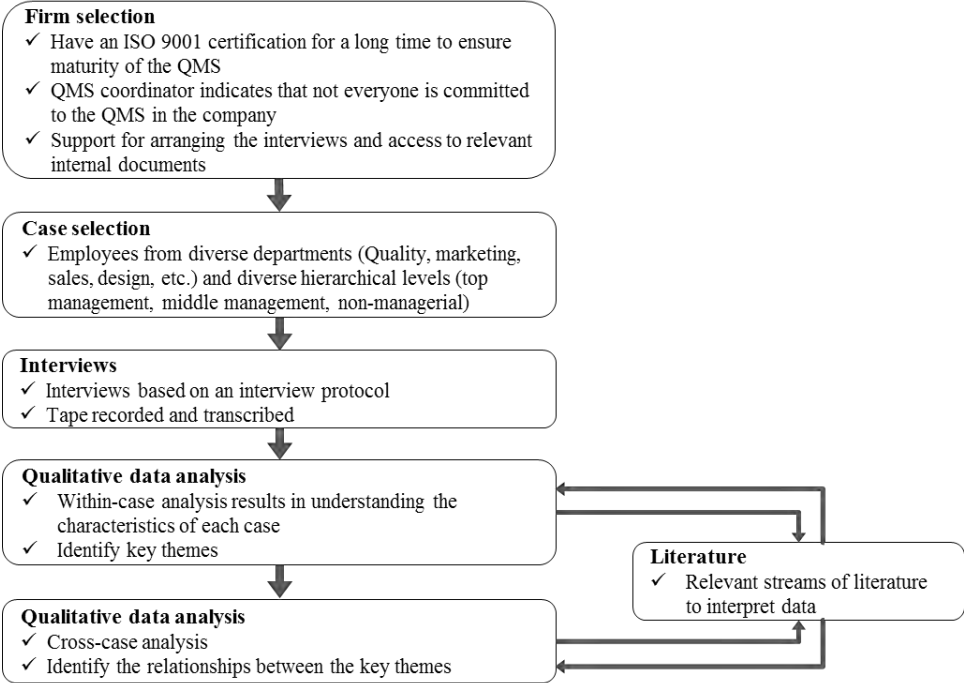 Firm selection
✓ Have an ISO 9001 certification for a long time to ensure
maturity of the QMS
✓ QMS coordinator indicates that not everyone is committed
to the QMS in the company
✓ Support for arranging the interviews and access to relevant
internal documents
Case selection
✓ Employees from diverse departments (Quality, marketing,
sales, design, etc.) and diverse hierarchical levels (top
management, middle management, non-managerial)
Interviews
✓ Interviews based on an interview protocol
✓ Tape recorded and transcribed
Qualitative data analysis
✓ Within-case analysis results in understanding the
characteristics of each case
✓ Identify key themes
Literature
✓ Relevant streams of literature
to interpret data
Qualitative data analysis
✓ Cross-case analysis
✓ Identify the relationships between the key themes